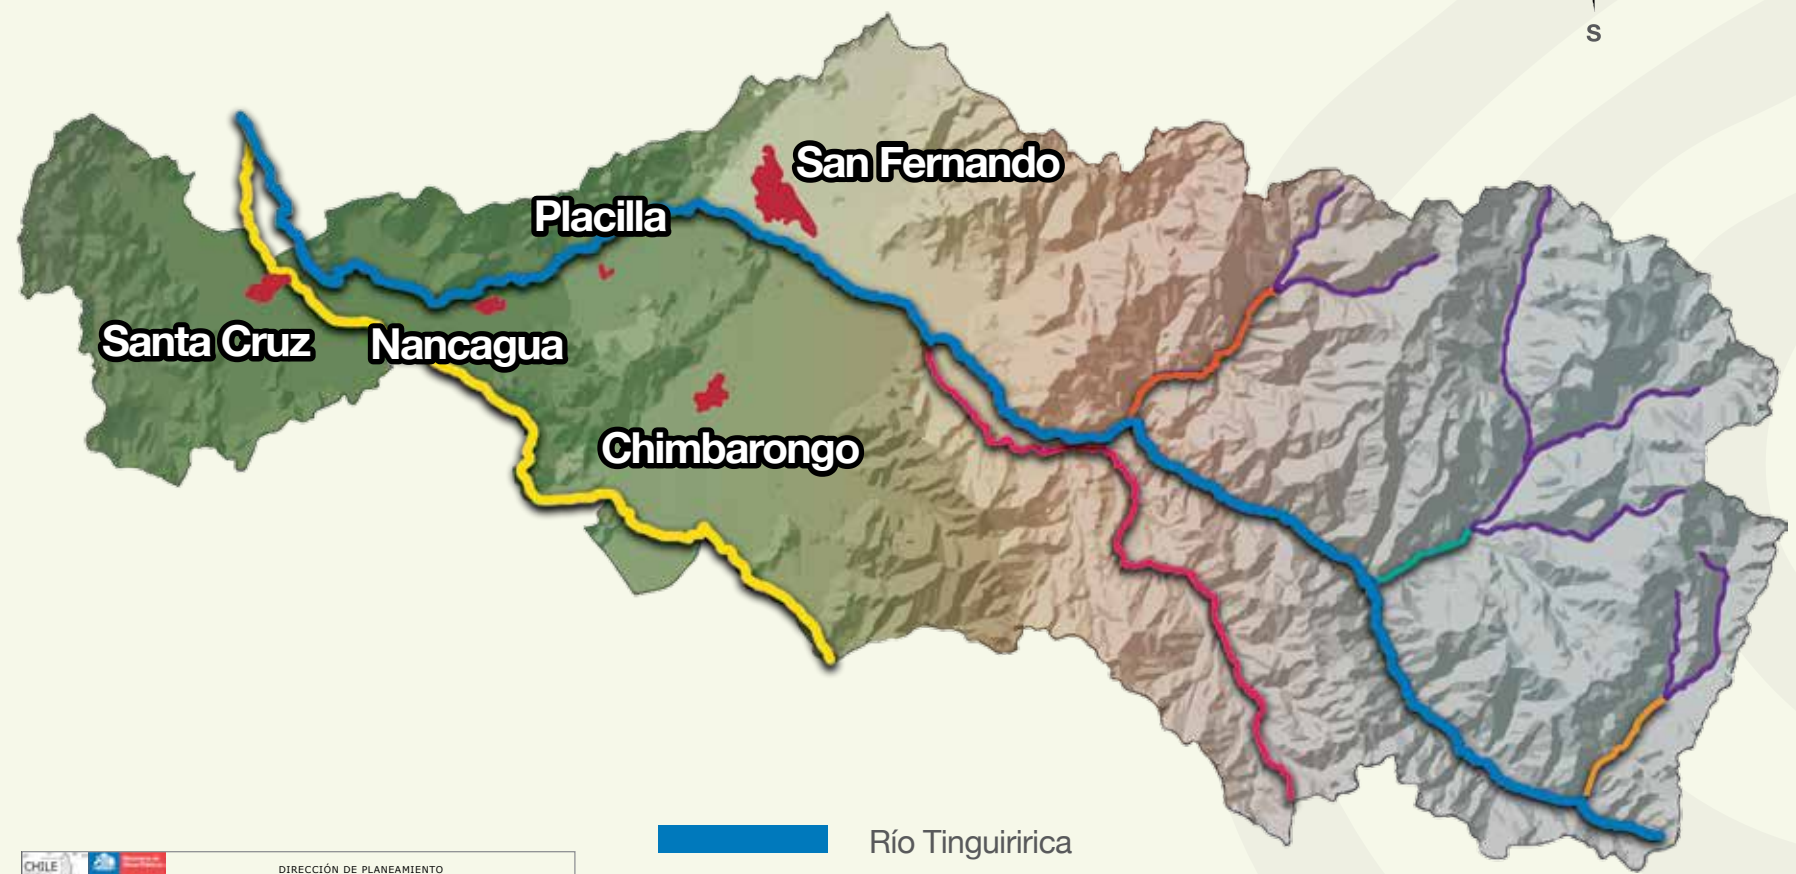 S
San Fernando
Placilla
Santa Cruz
Nancagua
Chimbarongo
Río Tinguiririca
CHILE
DIRECCIÓN DE PLANEAMIENTO